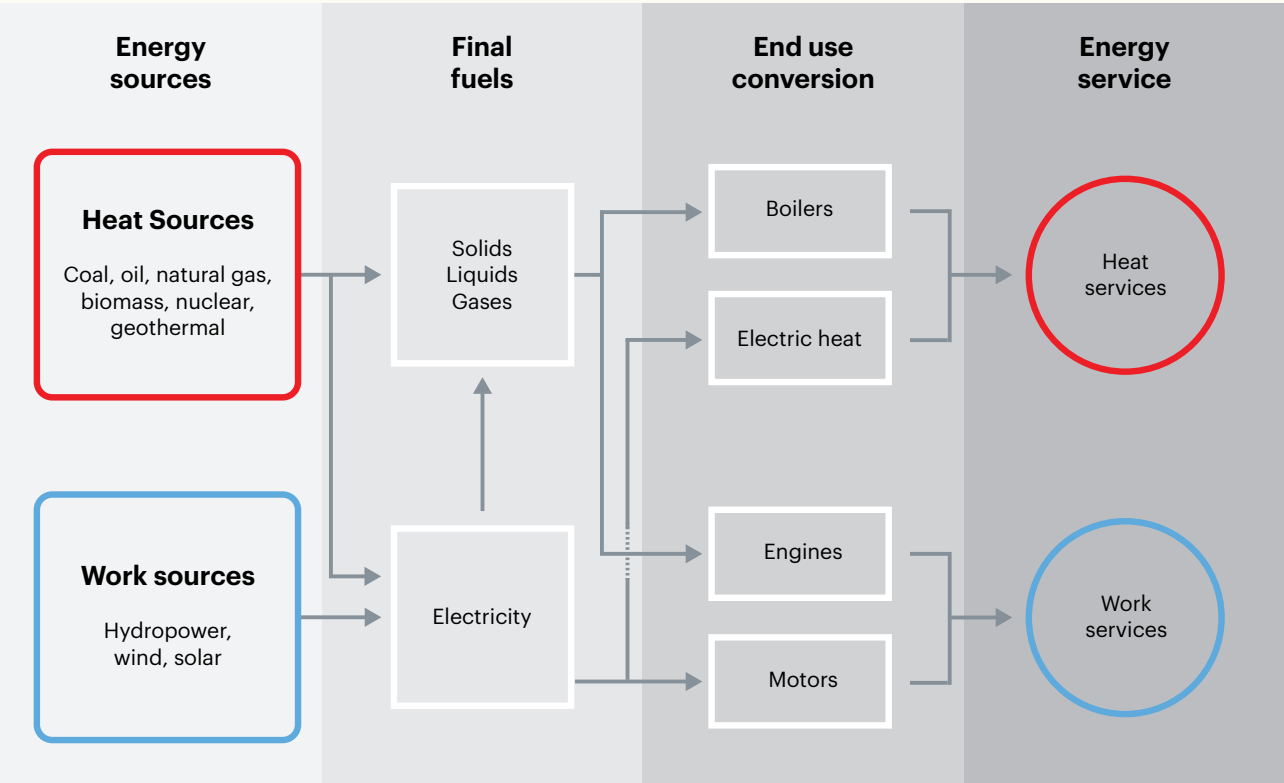 Energy
sources
Final
fuels
End use
conversion
Energy
service
Heat Sources
Coal, oil, natural gas,
biomass, nuclear,
geothermal
Solids
Liquids
Gases
Boilers
Electric heat
Heat
services
Work sources
Hydropower,
wind, solar
Electricity
Engines
Motors
Work
services